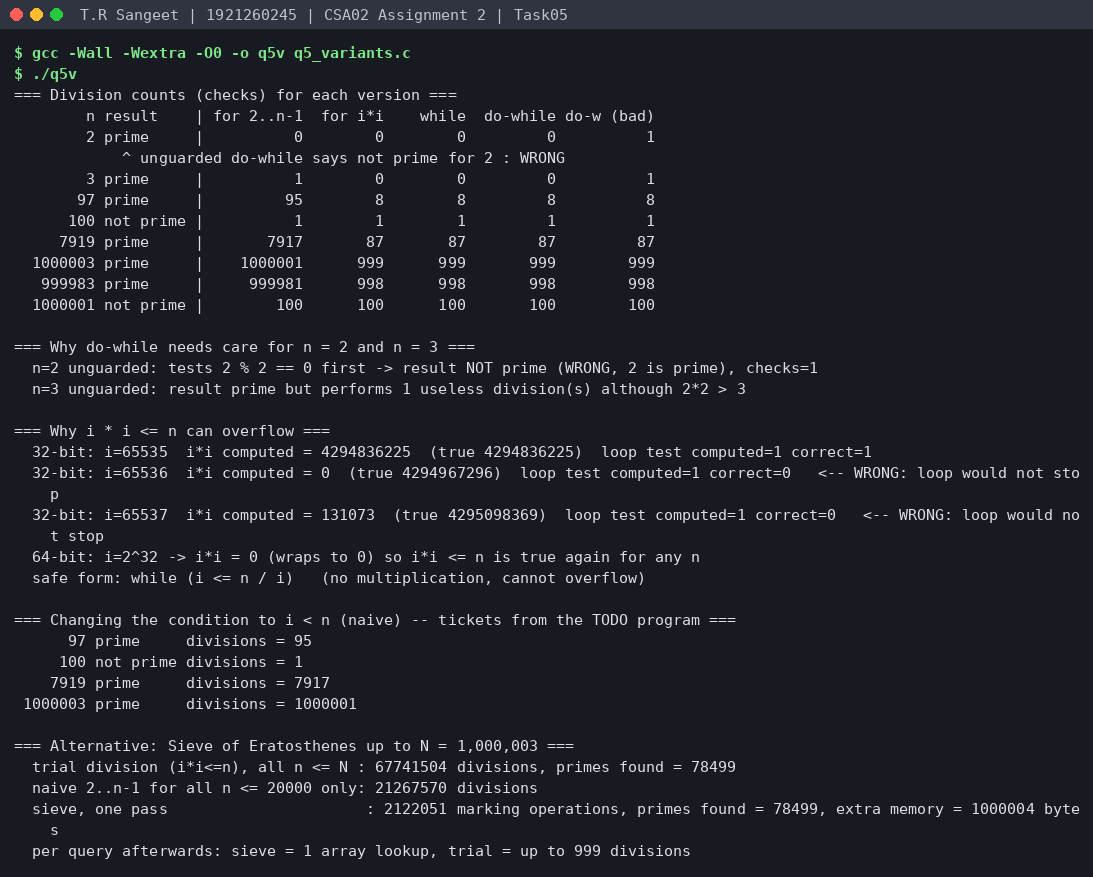 T.R Sangeet | 1921260245 | CSA02 Assignment 2 | Task05
$ gcc -Wall -Wextra -O0 -o q5v q5_variants.c
$ ./q5v
=== Division counts (checks) for each version ===
        n result    | for 2..n-1  for i*i    while  do-while do-w (bad)
        2 prime     |          0        0        0         0          1
            ^ unguarded do-while says not prime for 2 : WRONG
        3 prime     |          1        0        0         0          1
       97 prime     |         95        8        8         8          8
      100 not prime |          1        1        1         1          1
     7919 prime     |       7917       87       87        87         87
  1000003 prime     |    1000001      999      999       999        999
   999983 prime     |     999981      998      998       998        998
  1000001 not prime |        100      100      100       100        100
=== Why do-while needs care for n = 2 and n = 3 ===
  n=2 unguarded: tests 2 % 2 == 0 first -> result NOT prime (WRONG, 2 is prime), checks=1
  n=3 unguarded: result prime but performs 1 useless division(s) although 2*2 > 3
=== Why i * i <= n can overflow ===
  32-bit: i=65535  i*i computed = 4294836225  (true 4294836225)  loop test computed=1 correct=1
  32-bit: i=65536  i*i computed = 0  (true 4294967296)  loop test computed=1 correct=0   <-- WRONG: loop would not sto
    p
  32-bit: i=65537  i*i computed = 131073  (true 4295098369)  loop test computed=1 correct=0   <-- WRONG: loop would no
    t stop
  64-bit: i=2^32 -> i*i = 0 (wraps to 0) so i*i <= n is true again for any n
  safe form: while (i <= n / i)   (no multiplication, cannot overflow)
=== Changing the condition to i < n (naive) -- tickets from the TODO program ===
      97 prime     divisions = 95
     100 not prime divisions = 1
    7919 prime     divisions = 7917
 1000003 prime     divisions = 1000001
=== Alternative: Sieve of Eratosthenes up to N = 1,000,003 ===
  trial division (i*i<=n), all n <= N : 67741504 divisions, primes found = 78499
  naive 2..n-1 for all n <= 20000 only: 21267570 divisions
  sieve, one pass                      : 2122051 marking operations, primes found = 78499, extra memory = 1000004 byte
    s
  per query afterwards: sieve = 1 array lookup, trial = up to 999 divisions